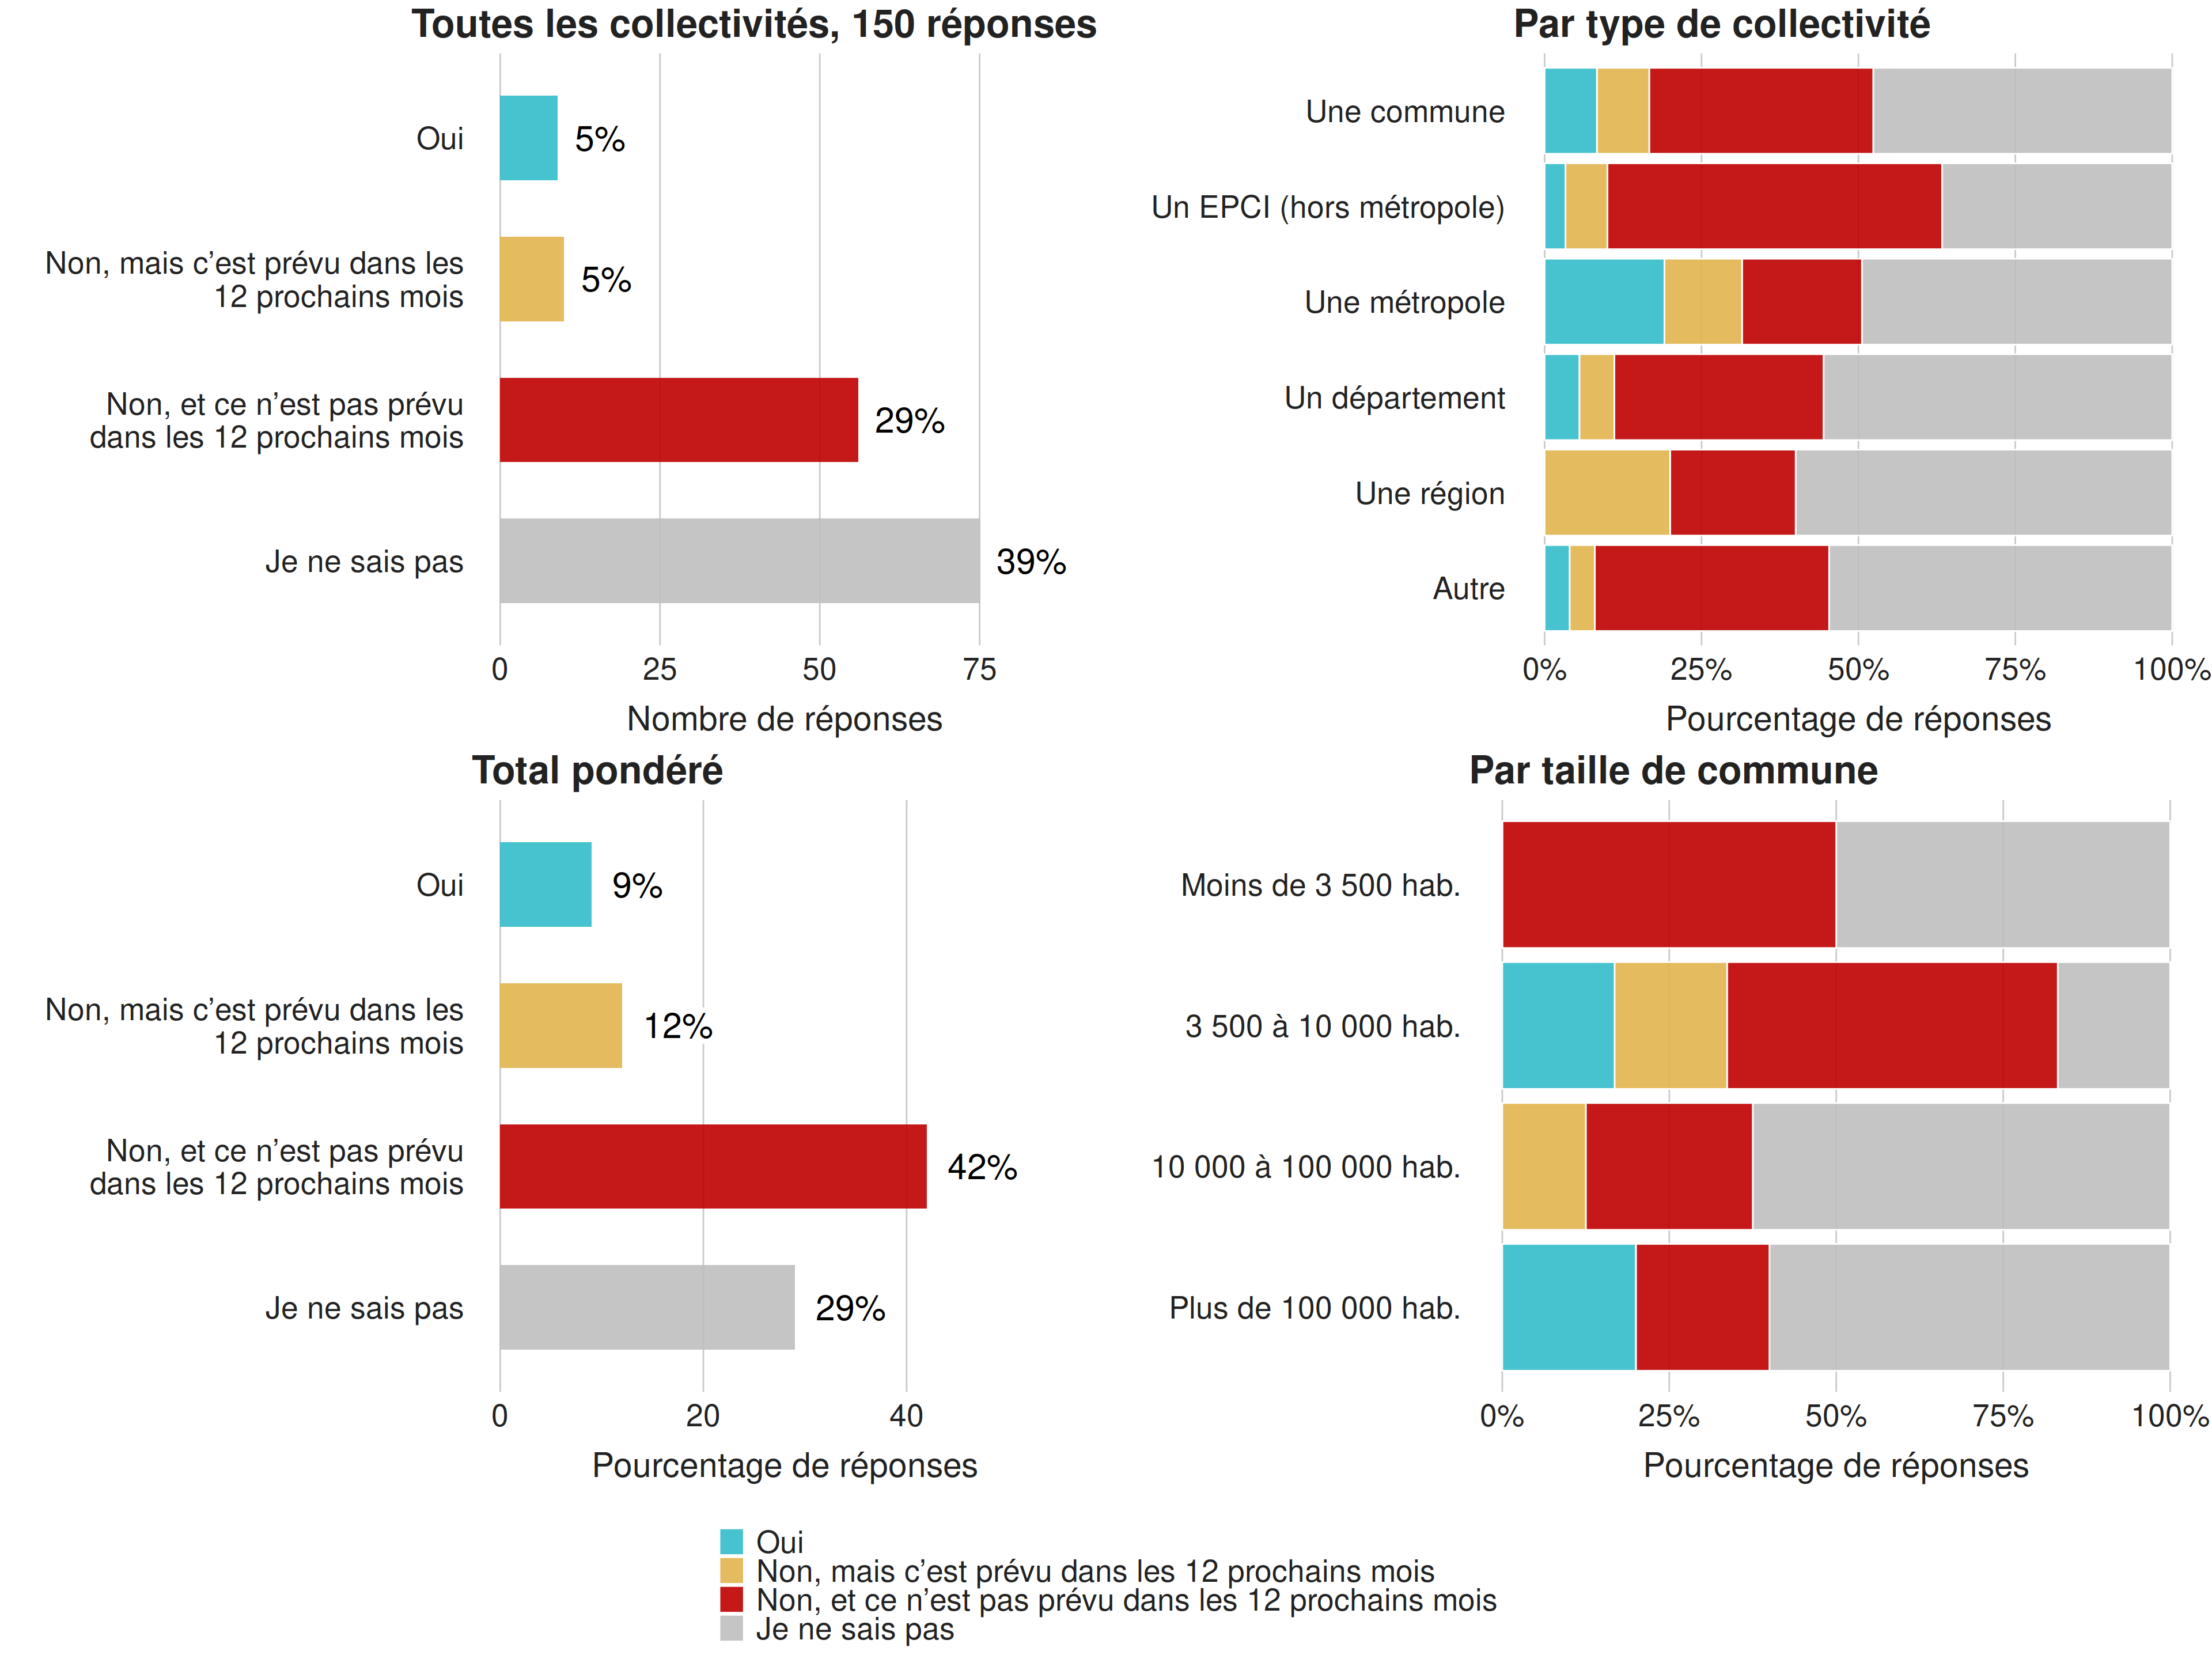 Toutes les collectivités, 150 réponses
Oui
5%
Non, mais c’est prévu dans les
12 prochains mois
5%
Non, et ce n’est pas prévu
dans les 12 prochains mois
29%
Je ne sais pas
39%
0 25 50 75
Nombre de réponses
Par type de collectivité
Une commune
Un EPCI (hors métropole)
Une métropole
Un département
Une région
Autre
0% 25% 50% 75% 100%
Pourcentage de réponses
Total pondéré
Oui
9%
Non, mais c’est prévu dans les
12 prochains mois
12%
Non, et ce n’est pas prévu
dans les 12 prochains mois
42%
Je ne sais pas
29%
0 20 40
Pourcentage de réponses
Par taille de commune
Moins de 3 500 hab.
3 500 à 10 000 hab.
10 000 à 100 000 hab.
Plus de 100 000 hab.
0% 25% 50% 75% 100%
Pourcentage de réponses
Oui
Non, mais c’est prévu dans les 12 prochains mois
Non, et ce n’est pas prévu dans les 12 prochains mois
Je ne sais pas